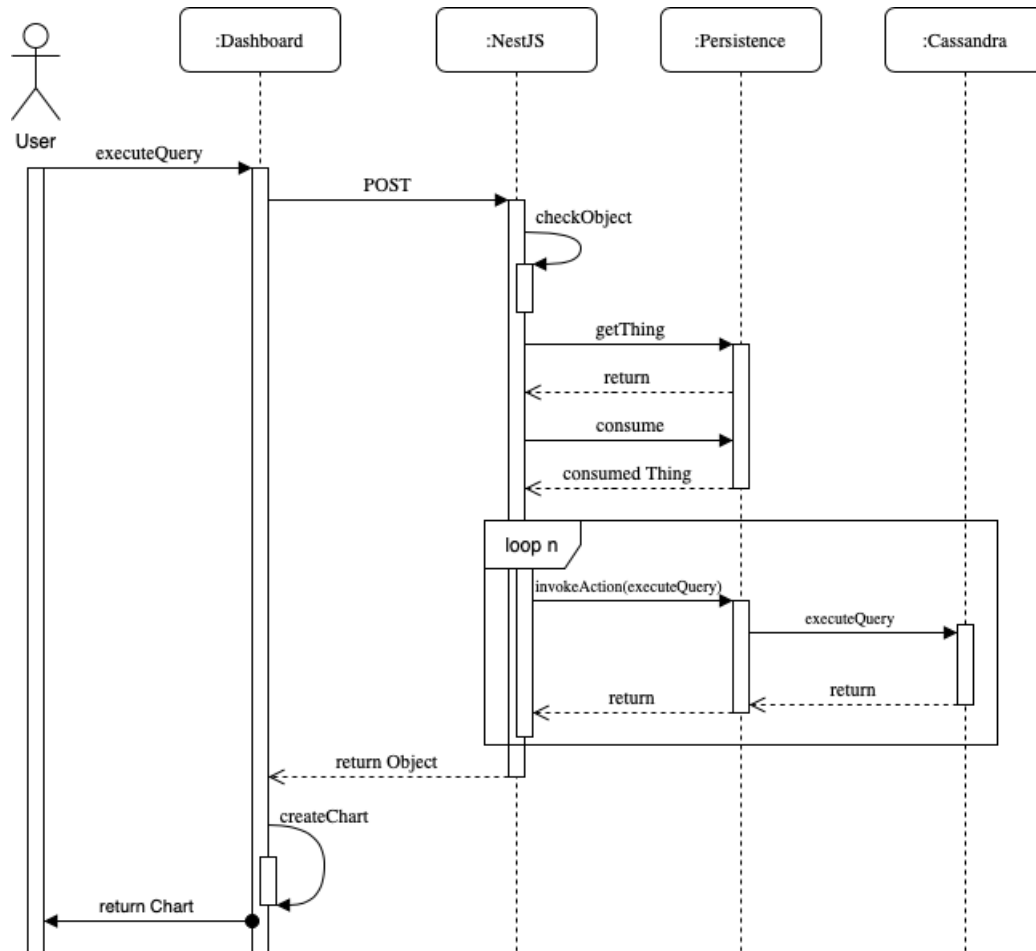 :Dashboard
:NestJS
:Persistence
:Cassandra
User
executeQuery
POST
checkObject
getThing
return
consume
consumed Thing
loop n
invokeAction(executeQuery)
executeQuery
return
return
return Object
createChart
return Chart